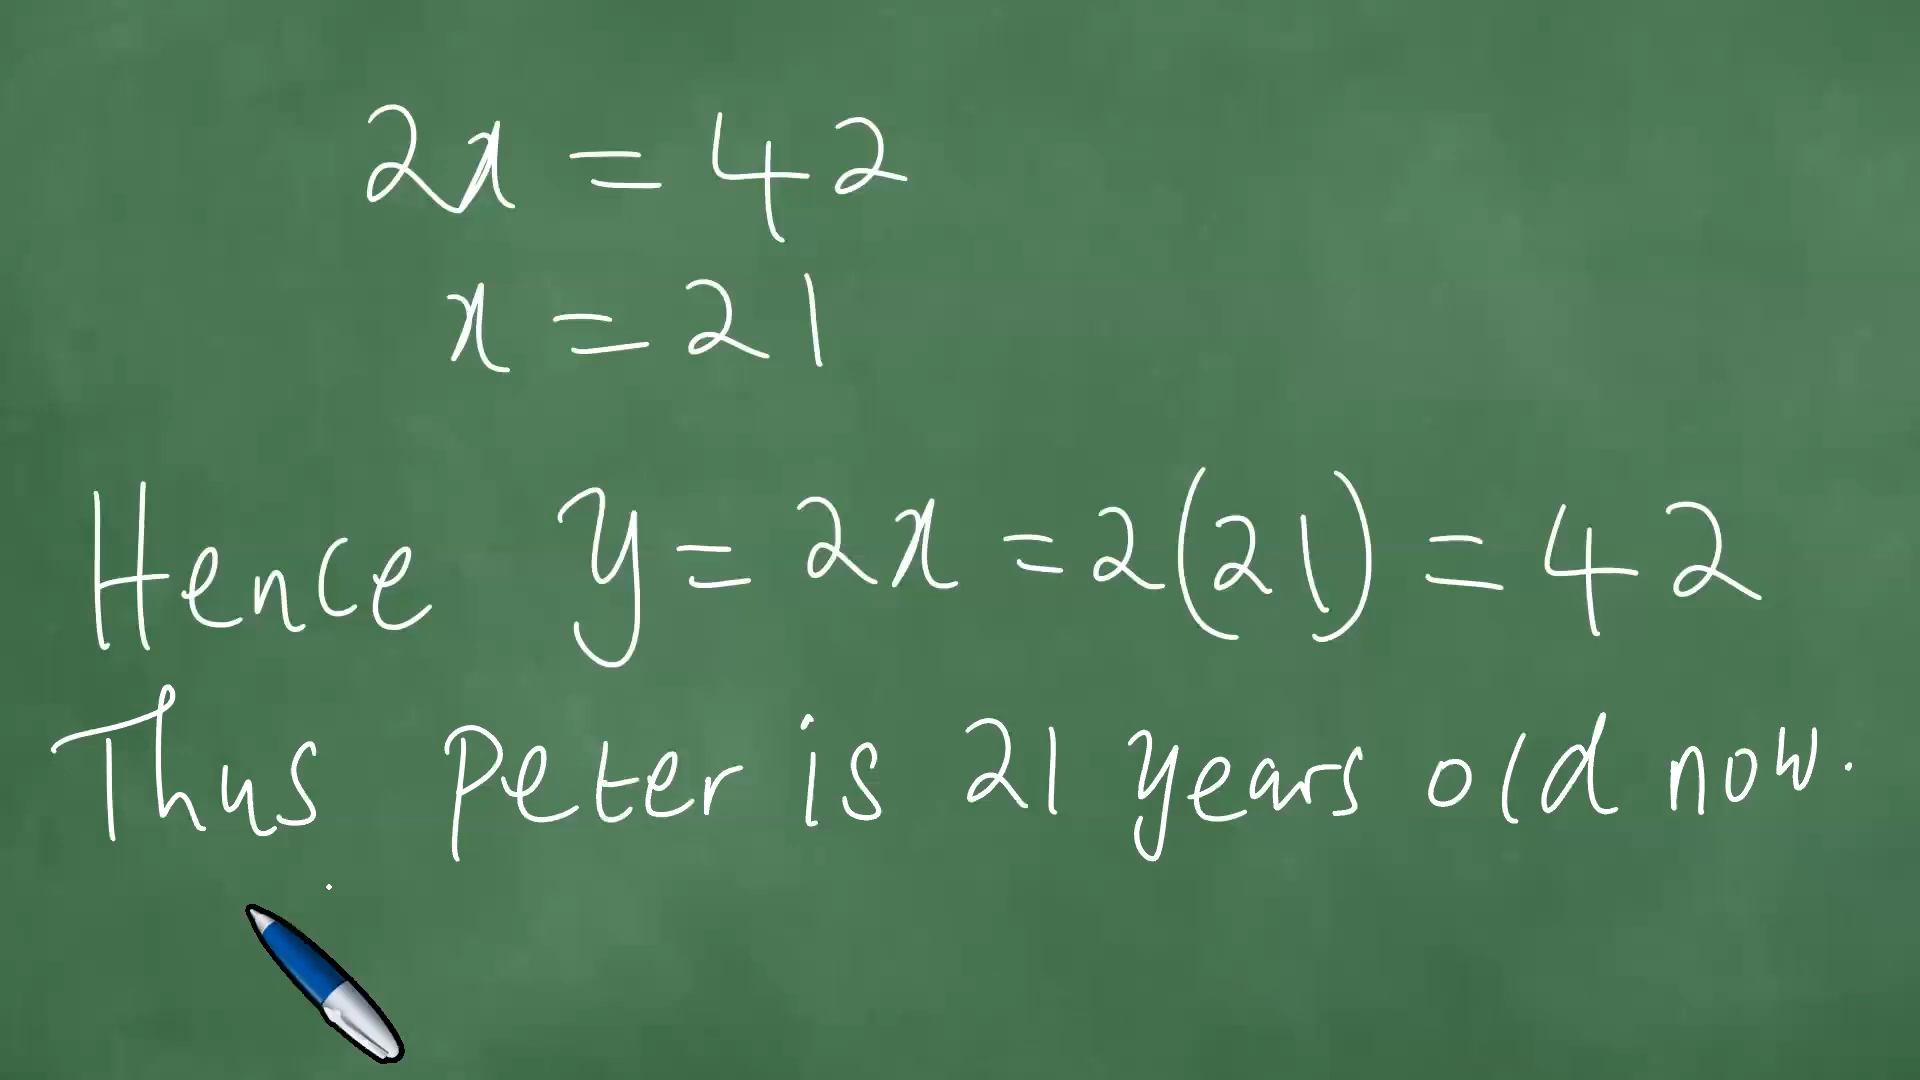 2x = 42
x = 21
Hence y = 2x = 2(21) = 42
Thus Peter is 21 years old now.